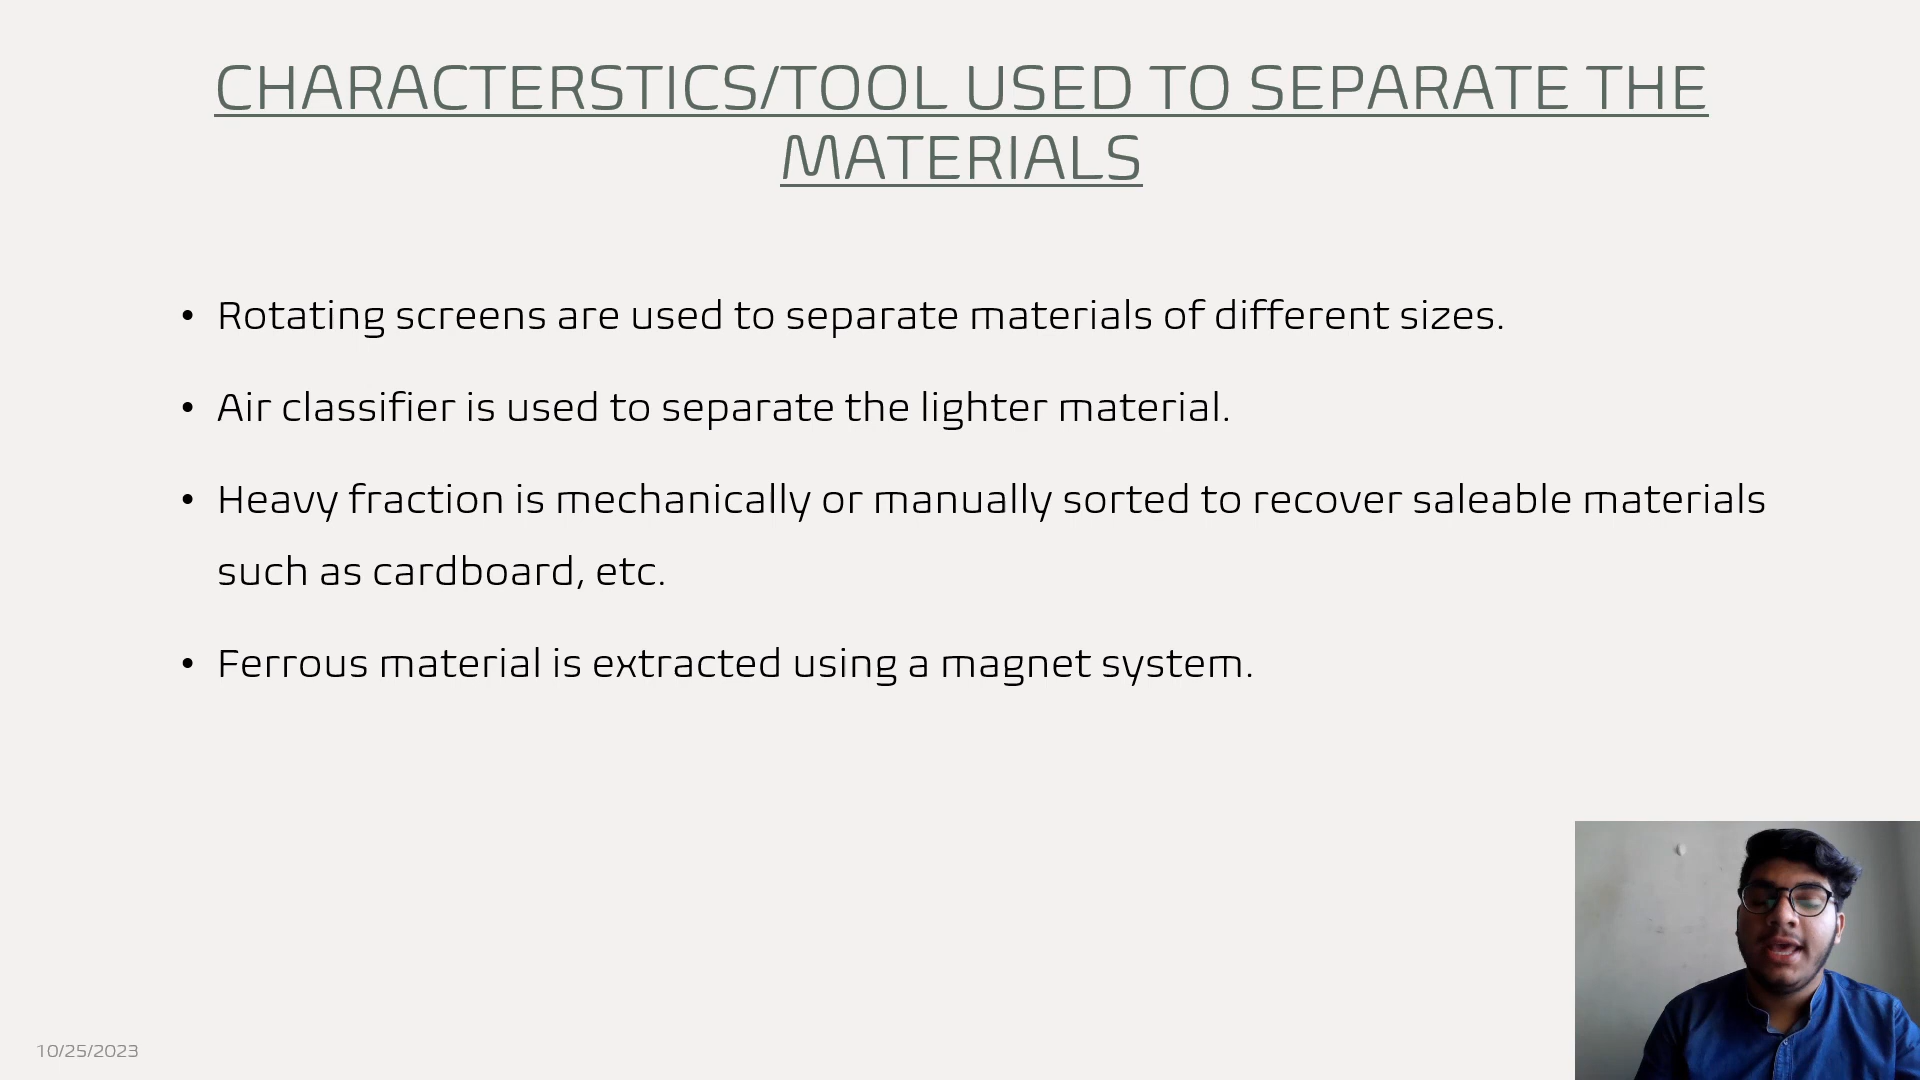 CHARACTERSTICS/TOOL USED TO SEPARATE THE
MATERIALS
• Rotating screens are used to separate materials of different sizes.
• Air classifier is used to separate the lighter material.
• Heavy fraction is mechanically or manually sorted to recover saleable materials
such as cardboard, etc.
• Ferrous material is extracted using a magnet system.
10/25/2023